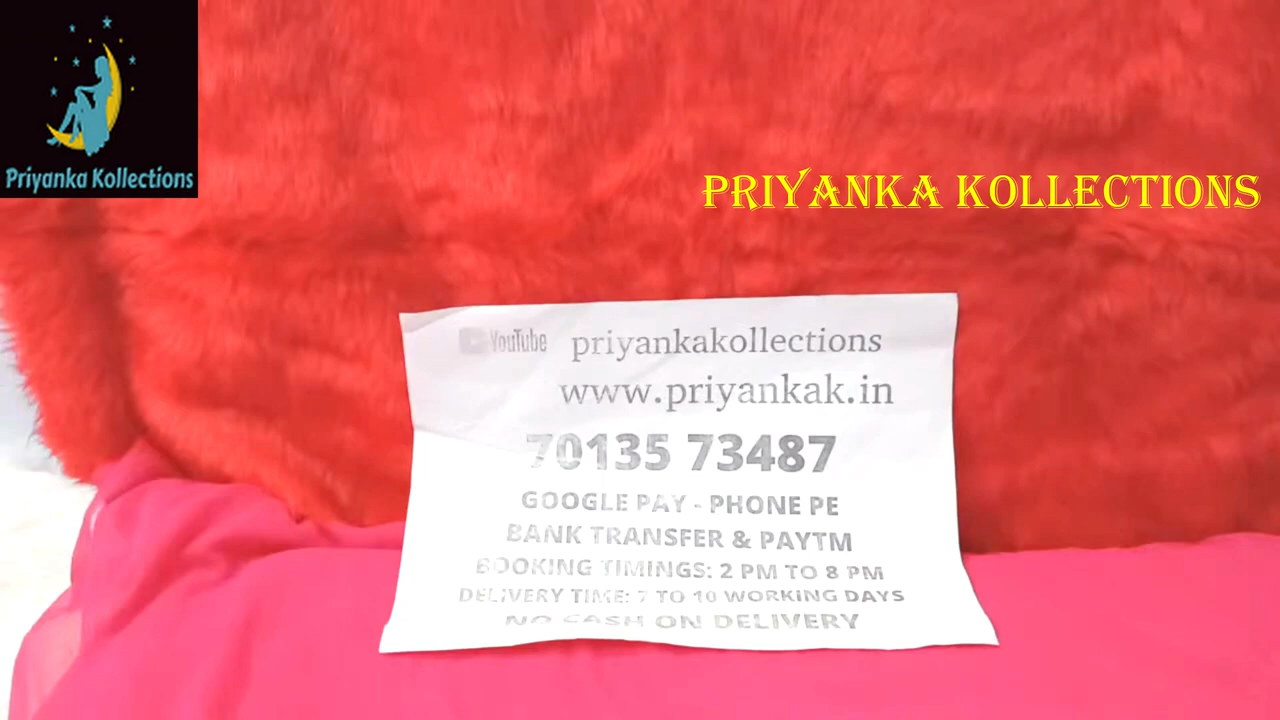 Priyanka Kollections
PRIYANKA KOLLECTIONS
YouTube priyankakollections
www.priyankak.in
70135 73487
GOOGLE PAY - PHONE PE
BANK TRANSFER & PAYTM
BOOKING TIMINGS: 2 PM TO 8 PM
DELIVERY TIME: 7 TO 10 WORKING DAYS
NO CASH ON DELIVERY